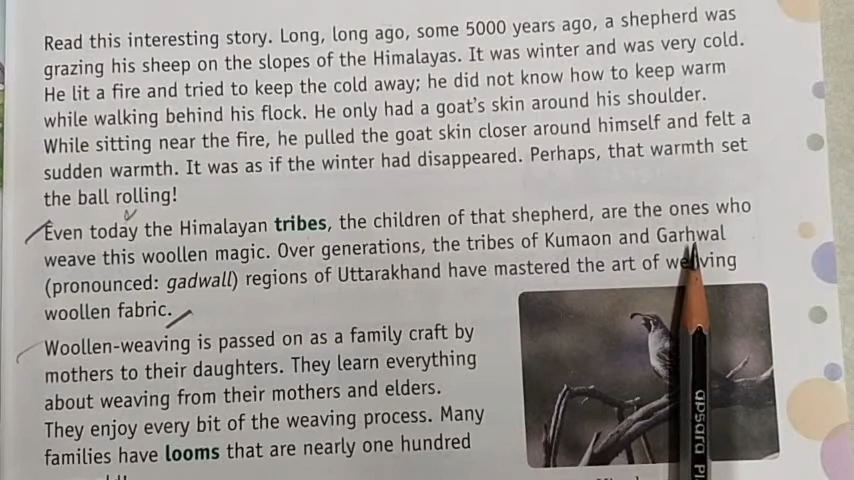 Read this interesting story. Long, long ago, some 5000 years ago, a shepherd was
grazing his sheep on the slopes of the Himalayas. It was winter and was very cold.
He lit a fire and tried to keep the cold away; he did not know how to keep warm
while walking behind his flock. He only had a goat's skin around his shoulder.
While sitting near the fire, he pulled the goat skin closer around himself and felt a
sudden warmth. It was as if the winter had disappeared. Perhaps, that warmth set
the ball rolling!
Even today the Himalayan tribes, the children of that shepherd, are the ones who
weave this woollen magic. Over generations, the tribes of Kumaon and Garhwal
(pronounced: gadwall) regions of Uttarakhand have mastered the art of weaving
woollen fabric.
Woollen-weaving is passed on as a family craft by
mothers to their daughters. They learn everything
about weaving from their mothers and elders.
They enjoy every bit of the weaving process. Many
families have looms that are nearly one hundred
apsara Pl